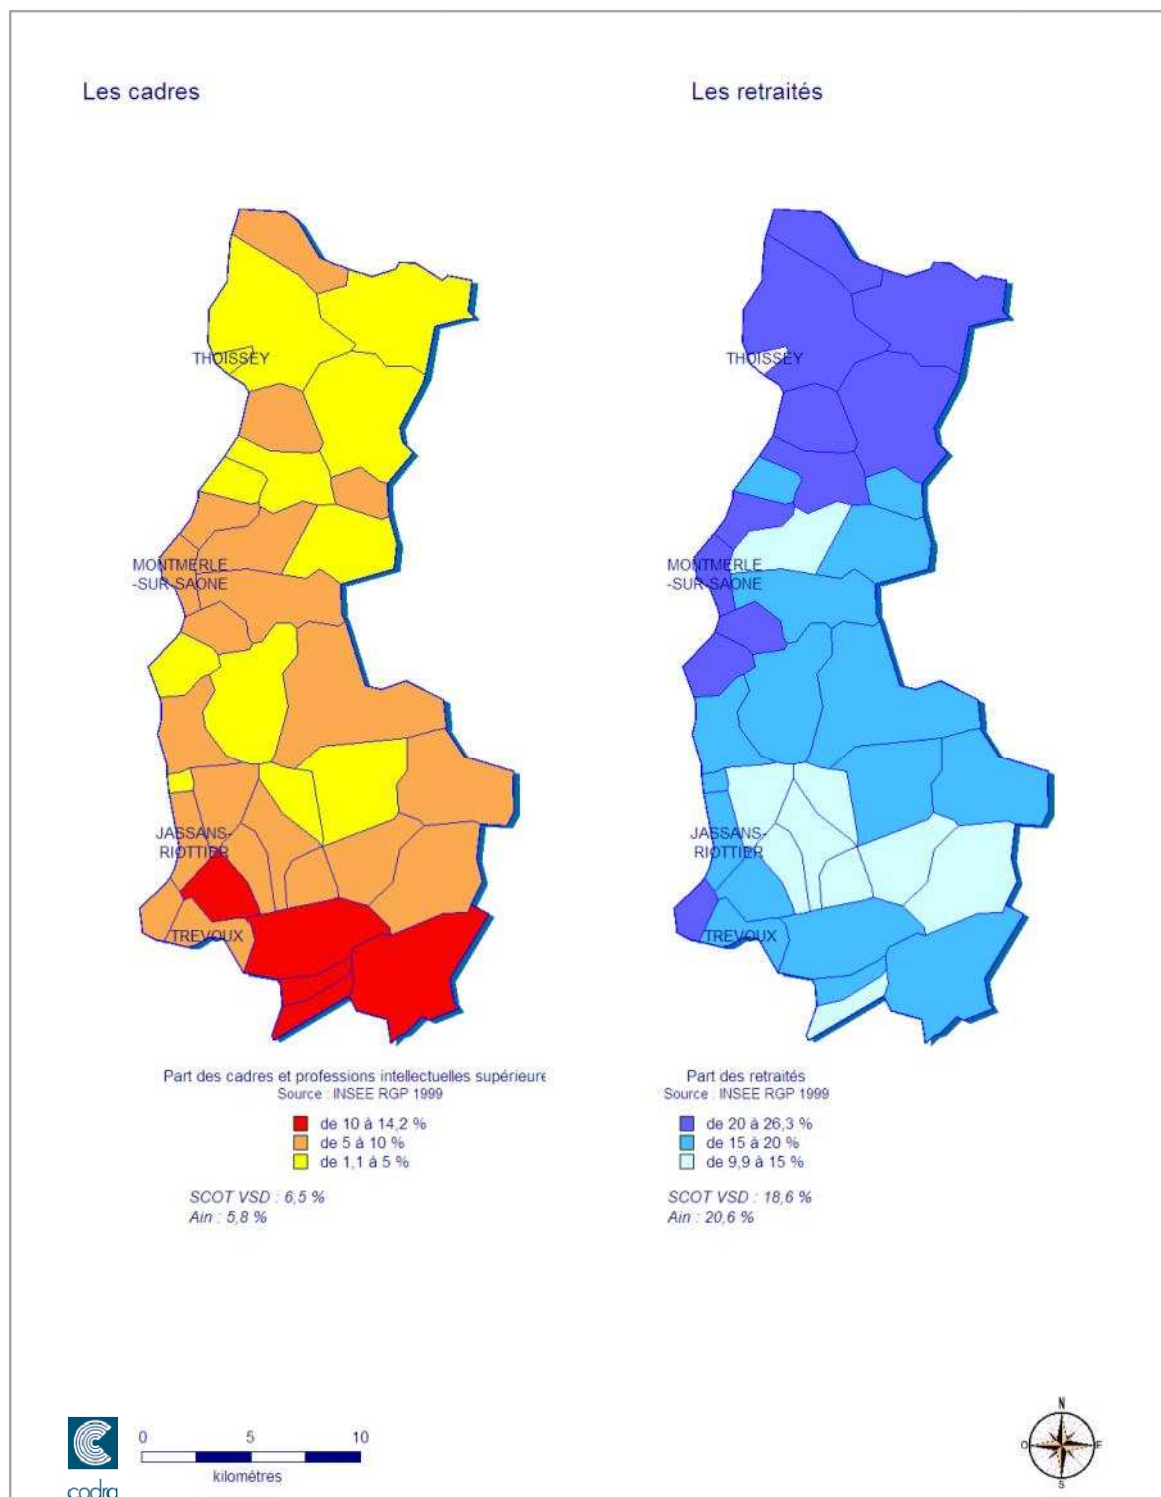 Les cadres
Les retraités
THOISSEY
MONTMERLE
-SUR-SAONE
JASSANS-
RIOTTIER
TREVOUX
THOISSEY
MONTMERLE
-SUR-SAONE
JASSANS-
RIOTTIER
TREVOUX
Part des cadres et professions intellectuelles supérieure
Source : INSEE RGP 1999
de 10 à 14,2 %
de 5 à 10 %
de 1,1 à 5 %
SCOT VSD : 6,5 %
Ain : 5,8 %
Part des retraités
Source : INSEE RGP 1999
de 20 à 26,3 %
de 15 à 20 %
de 9,9 à 15 %
SCOT VSD : 18,6 %
Ain : 20,6 %
codra
0 5 10
kilomètres
N
O E
S